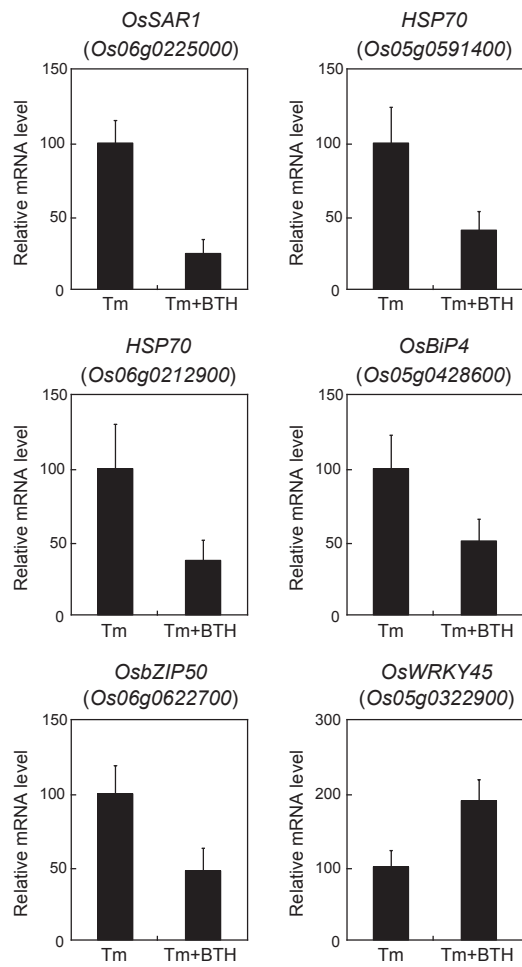 OsSAR1
(Os06g0225000)
150
100
50
0
Relative mRNA level
Tm
Tm+BTH
HSP70
(Os05g0591400)
150
100
50
0
Relative mRNA level
Tm
Tm+BTH
HSP70
(Os06g0212900)
150
100
50
0
Relative mRNA level
Tm
Tm+BTH
OsBiP4
(Os05g0428600)
150
100
50
0
Relative mRNA level
Tm
Tm+BTH
OsbZIP50
(Os06g0622700)
150
100
50
0
Relative mRNA level
Tm
Tm+BTH
OsWRKY45
(Os05g0322900)
300
200
100
0
Relative mRNA level
Tm
Tm+BTH